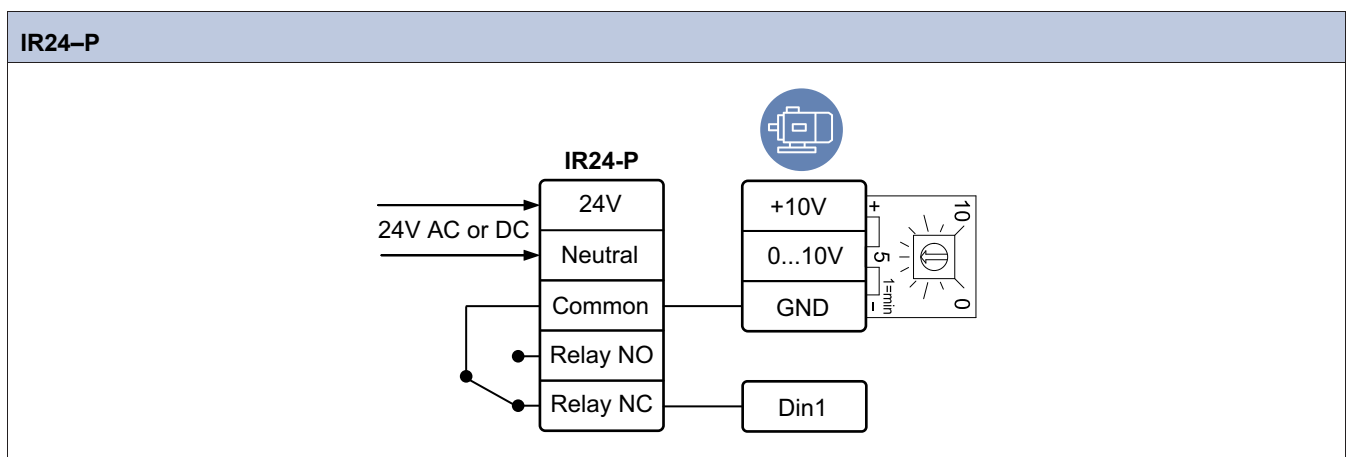 IR24–P
IR24-P
24V AC or DC
24V
Neutral
Common
Relay NO
Relay NC
+10V
0...10V
GND
Din1
+
-
10
5
1=min
0